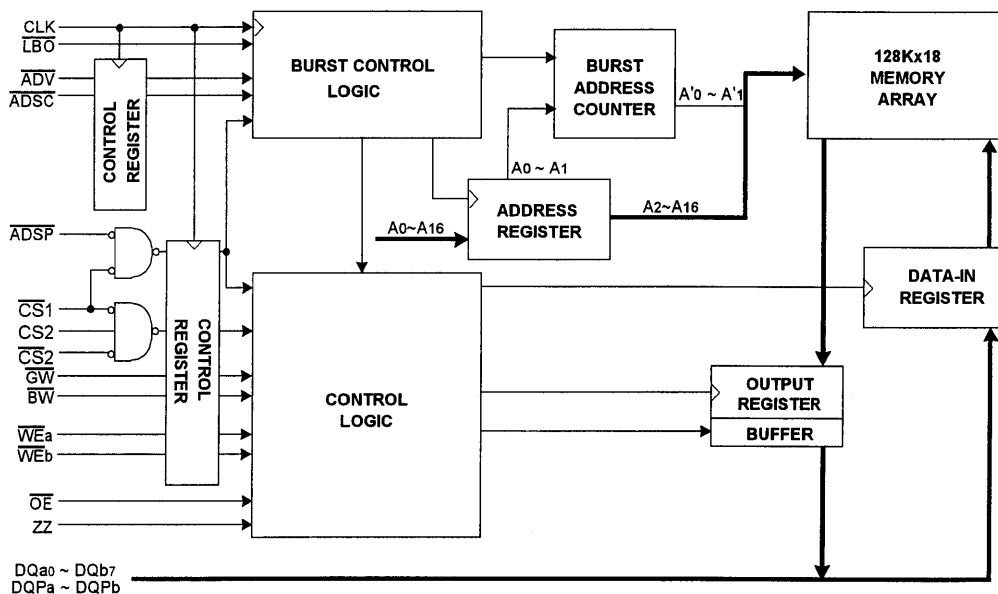 CLK
LBO
ADV
ADSC
CONTROL
REGISTER
BURST CONTROL
LOGIC
BURST
ADDRESS
COUNTER
A'0 ~ A'1
128Kx18
MEMORY
ARRAY
A0 ~ A1
A0~A16
ADDRESS
REGISTER
A2~A16
ADSP
CS1
CS2
CS2
GW
BW
WEa
WEb
OE
ZZ
CONTROL
REGISTER
CONTROL
LOGIC
DATA-IN
REGISTER
OUTPUT
REGISTER
BUFFER
DQa0 ~ DQb7
DQPa ~ DQPb